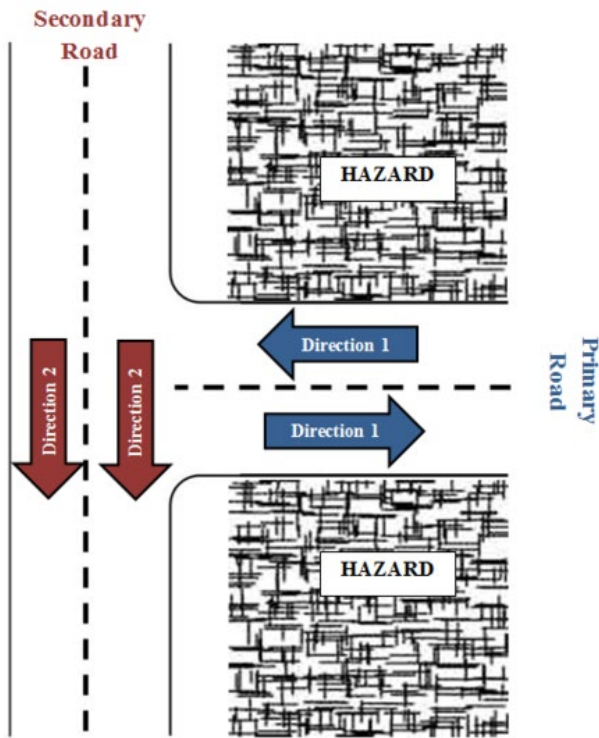 Secondary
Road
HAZARD
Direction 1
Primary
Road
Direction 2
Direction 2
Direction 1
HAZARD